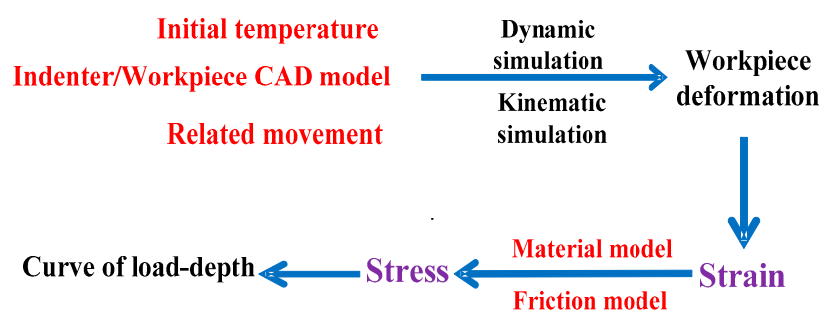 Initial temperature
Indenter/Workpiece CAD model
Related movement
Dynamic
simulation
Kinematic
simulation
Workpiece
deformation
Strain
Material model
Friction model
Stress
Curve of load-depth